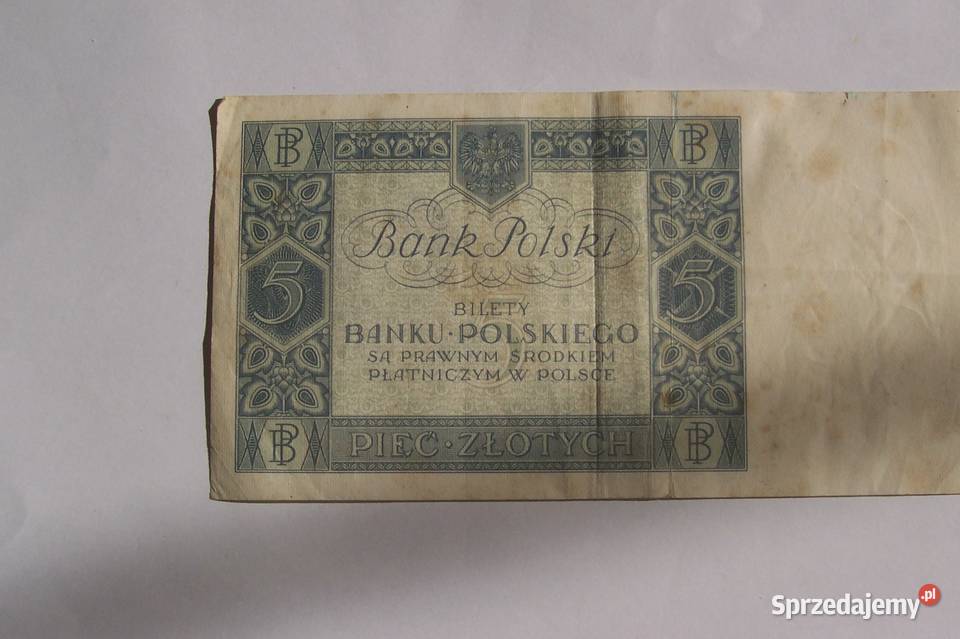 BP BP
Bank Polski
5 5
BILETY
BANKU·POLSKIEGO
SĄ PRAWNYM ŚRODKIEM
PŁATNICZYM W POLSCE
BP PIĘĆ·ZŁOTYCH BP
Sprzedajemy.pl